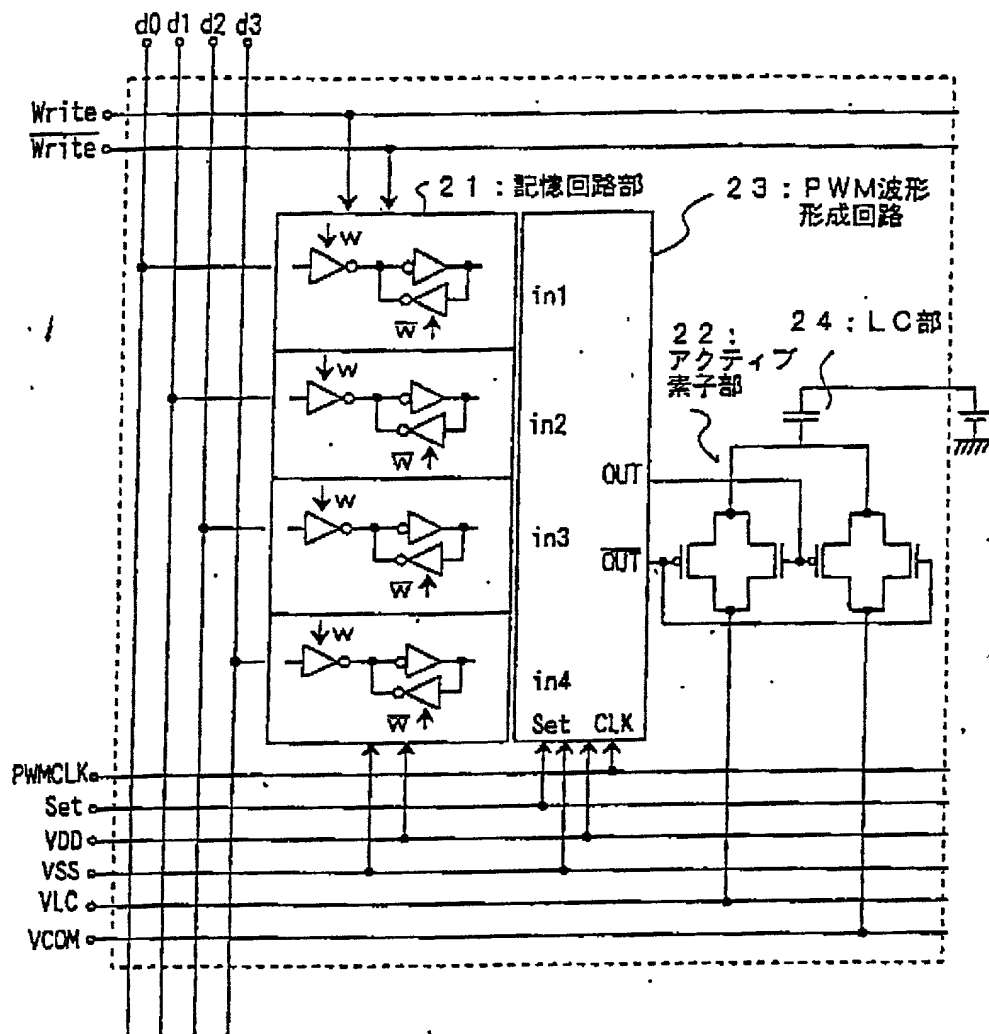 d0 d1 d2 d3
Write
W̅r̅i̅t̅e̅
21:記憶回路部
23:PWM波形
形成回路
w
in1
w̅
22:
アクティブ
素子部
24:LC部
w
in2
w̅
OUT
w
in3
O̅U̅T̅
w̅
w
in4
w̅
Set CLK
PWMCLK
Set
VDD
VSS
VLC
VCOM